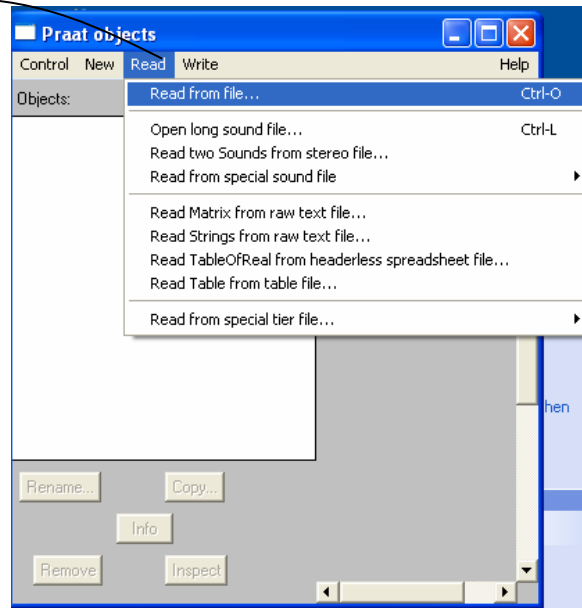 Praat objects
Control New Read Write Help
Objects:
Read from file... Ctrl-O
Open long sound file... Ctrl-L
Read two Sounds from stereo file...
Read from special sound file
Read Matrix from raw text file...
Read Strings from raw text file...
Read TableOfReal from headerless spreadsheet file...
Read Table from table file...
Read from special tier file...
hen
Rename... Copy...
Info
Remove Inspect